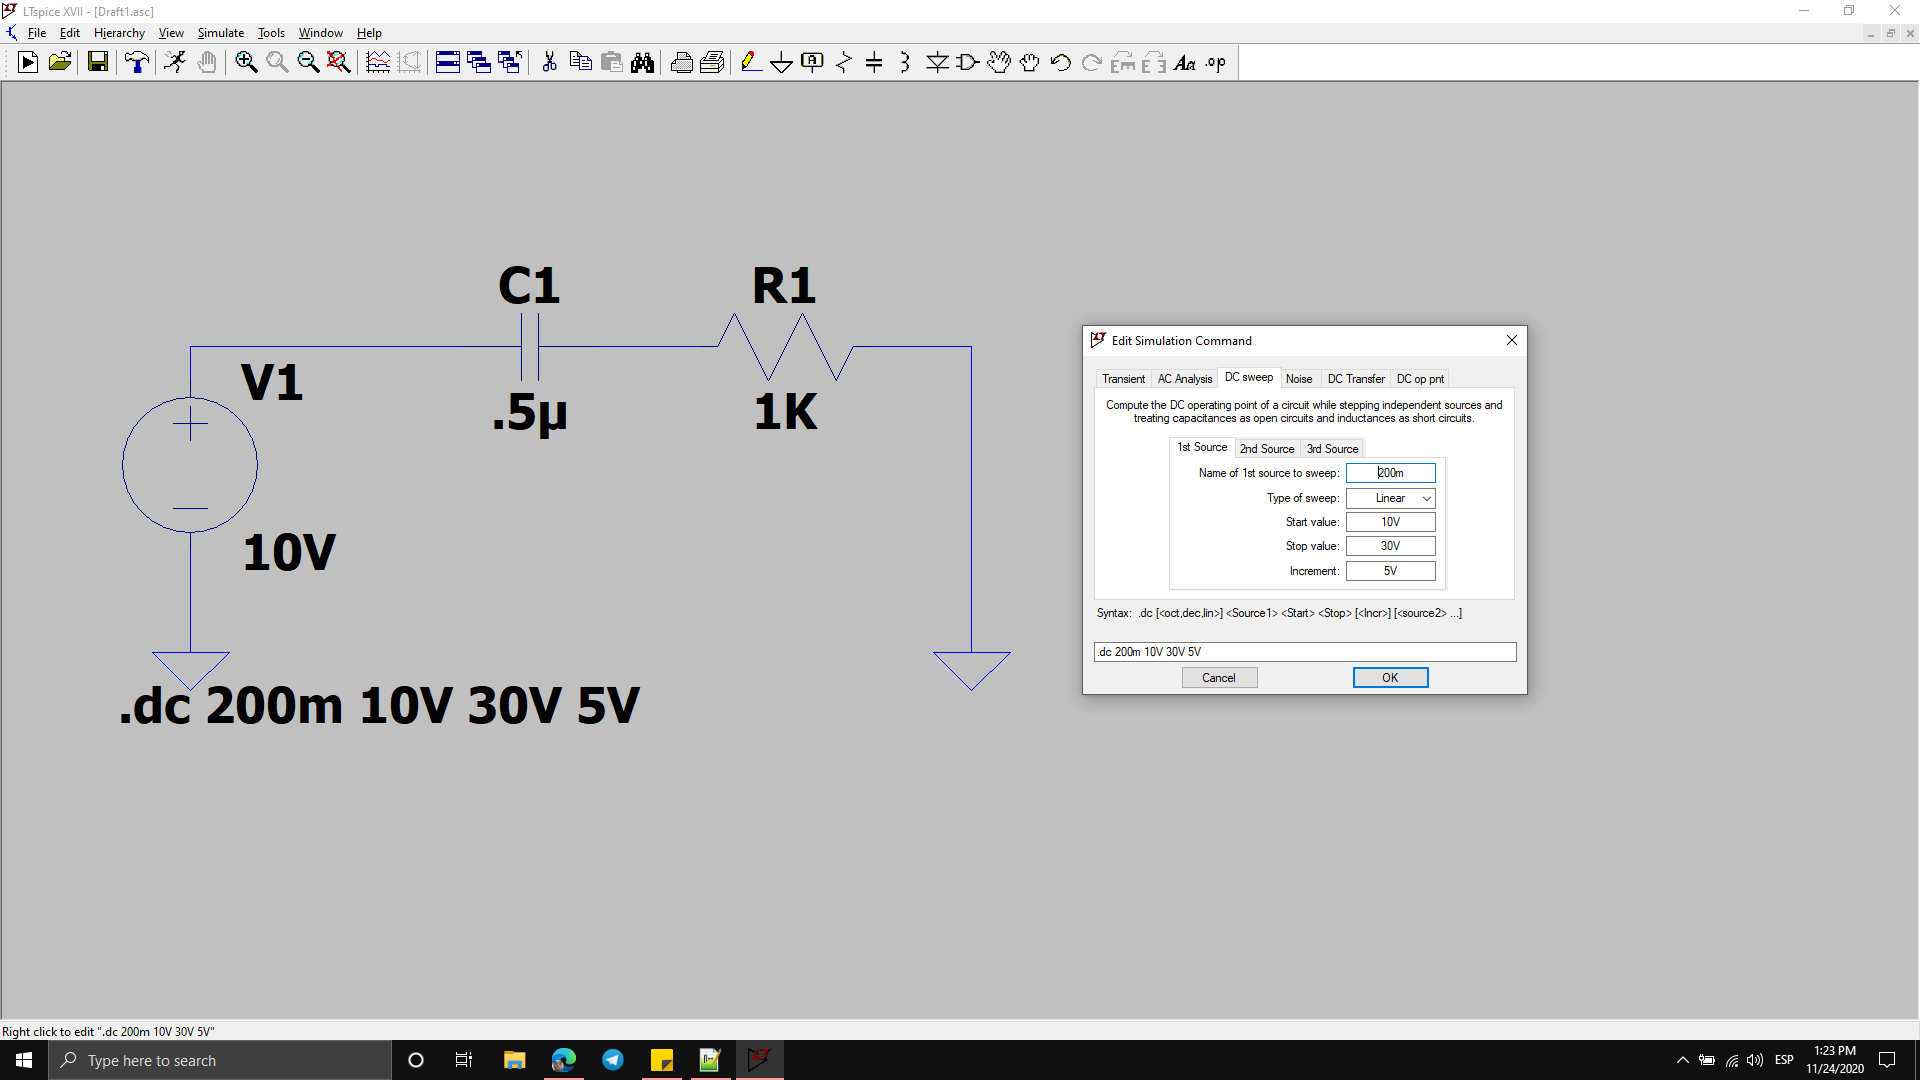 LTspice XVII - [Draft1.asc]
File Edit Hierarchy View Simulate Tools Window Help
Aa .op
C1
R1
V1
.5µ
1K
10V
.dc 200m 10V 30V 5V
Edit Simulation Command
Transient AC Analysis DC sweep Noise DC Transfer DC op pnt
Compute the DC operating point of a circuit while stepping independent sources and
treating capacitances as open circuits and inductances as short circuits.
1st Source 2nd Source 3rd Source
Name of 1st source to sweep: 200m
Type of sweep: Linear
Start value: 10V
Stop value: 30V
Increment: 5V
Syntax: .dc [<oct,dec,lin>] <Source1> <Start> <Stop> [<Incr>] [<source2> ...]
.dc 200m 10V 30V 5V
Cancel OK
Right click to edit ".dc 200m 10V 30V 5V"
Type here to search
ESP
1:23 PM
11/24/2020